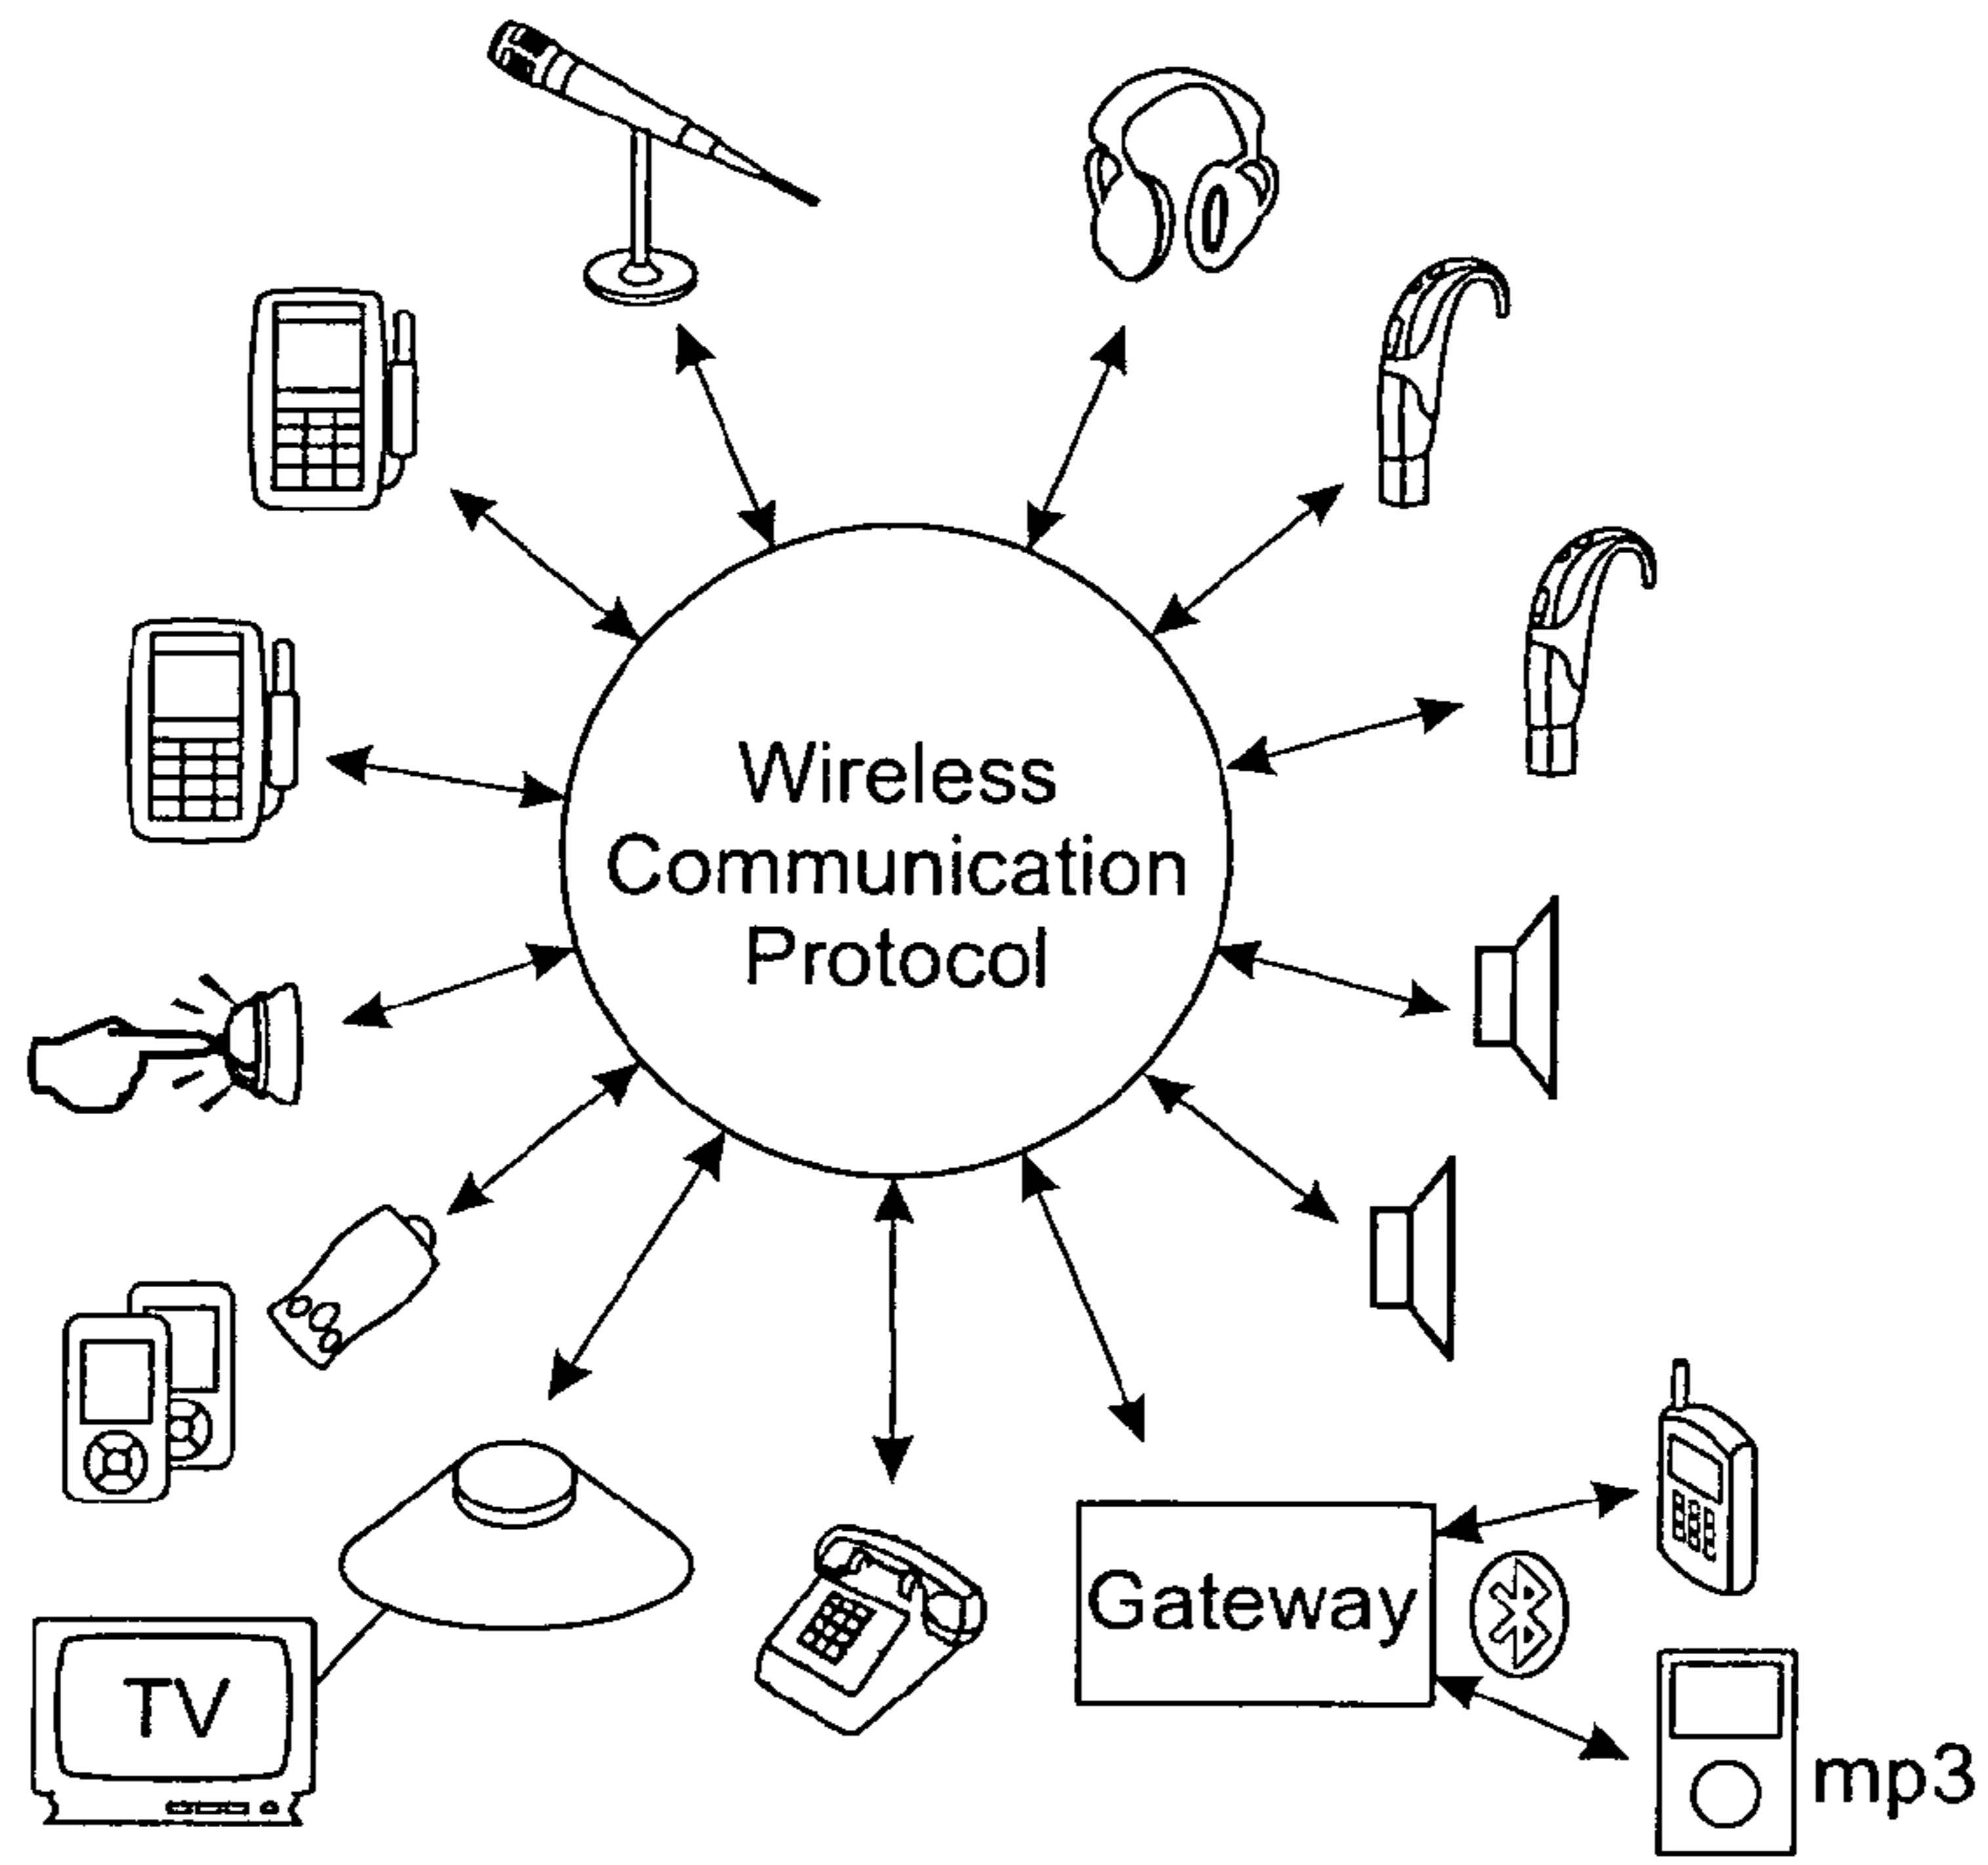 Wireless
Communication
Protocol
Gateway
TV
mp3